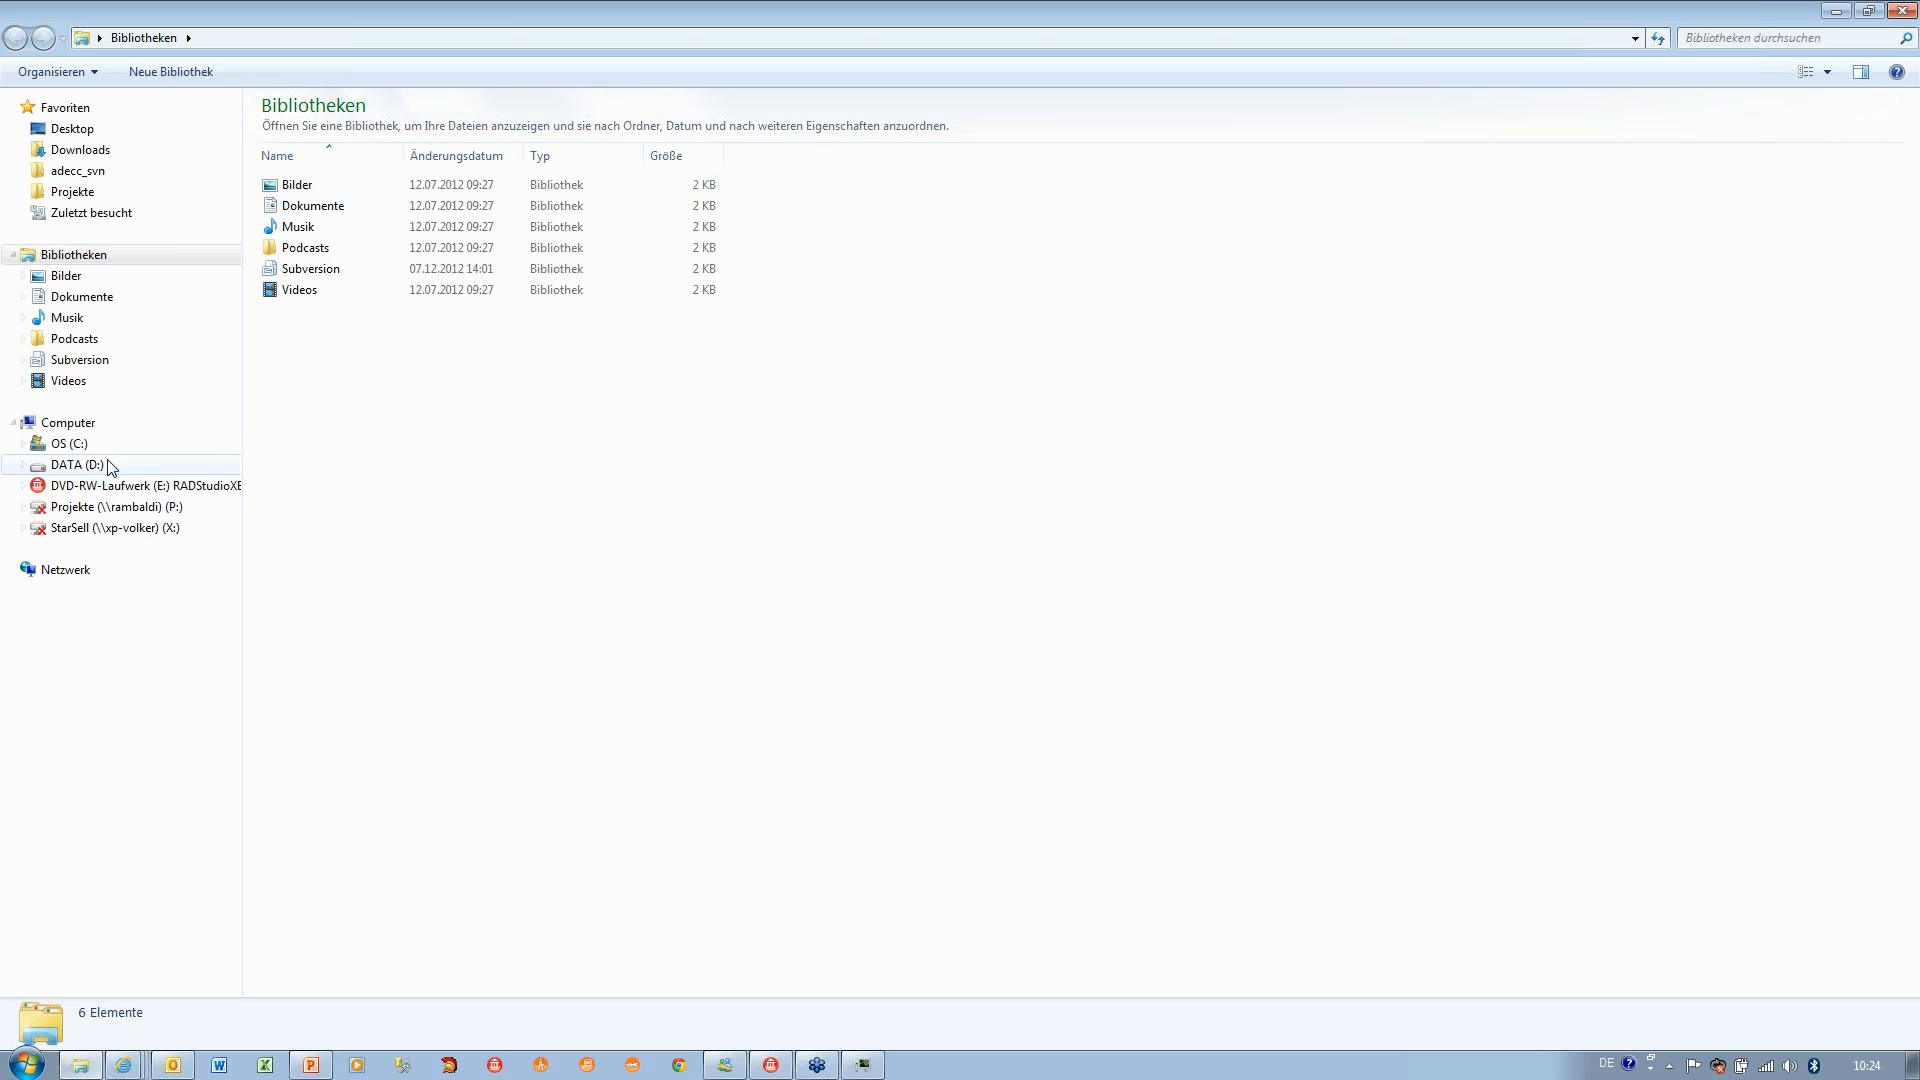 Bibliotheken
Bibliotheken durchsuchen
Organisieren
Neue Bibliothek
Favoriten
Desktop
Downloads
adecc_svn
Projekte
Zuletzt besucht
Bibliotheken
Bilder
Dokumente
Musik
Podcasts
Subversion
Videos
Computer
OS (C:)
DATA (D:)
DVD-RW-Laufwerk (E:) RADStudioXE
Projekte (\\rambaldi) (P:)
StarSell (\\xp-volker) (X:)
Netzwerk
Bibliotheken
Öffnen Sie eine Bibliothek, um Ihre Dateien anzuzeigen und sie nach Ordner, Datum und nach weiteren Eigenschaften anzuordnen.
Name Änderungsdatum Typ Größe
Bilder 12.07.2012 09:27 Bibliothek 2 KB
Dokumente 12.07.2012 09:27 Bibliothek 2 KB
Musik 12.07.2012 09:27 Bibliothek 2 KB
Podcasts 12.07.2012 09:27 Bibliothek 2 KB
Subversion 07.12.2012 14:01 Bibliothek 2 KB
Videos 12.07.2012 09:27 Bibliothek 2 KB
6 Elemente
DE
10:24